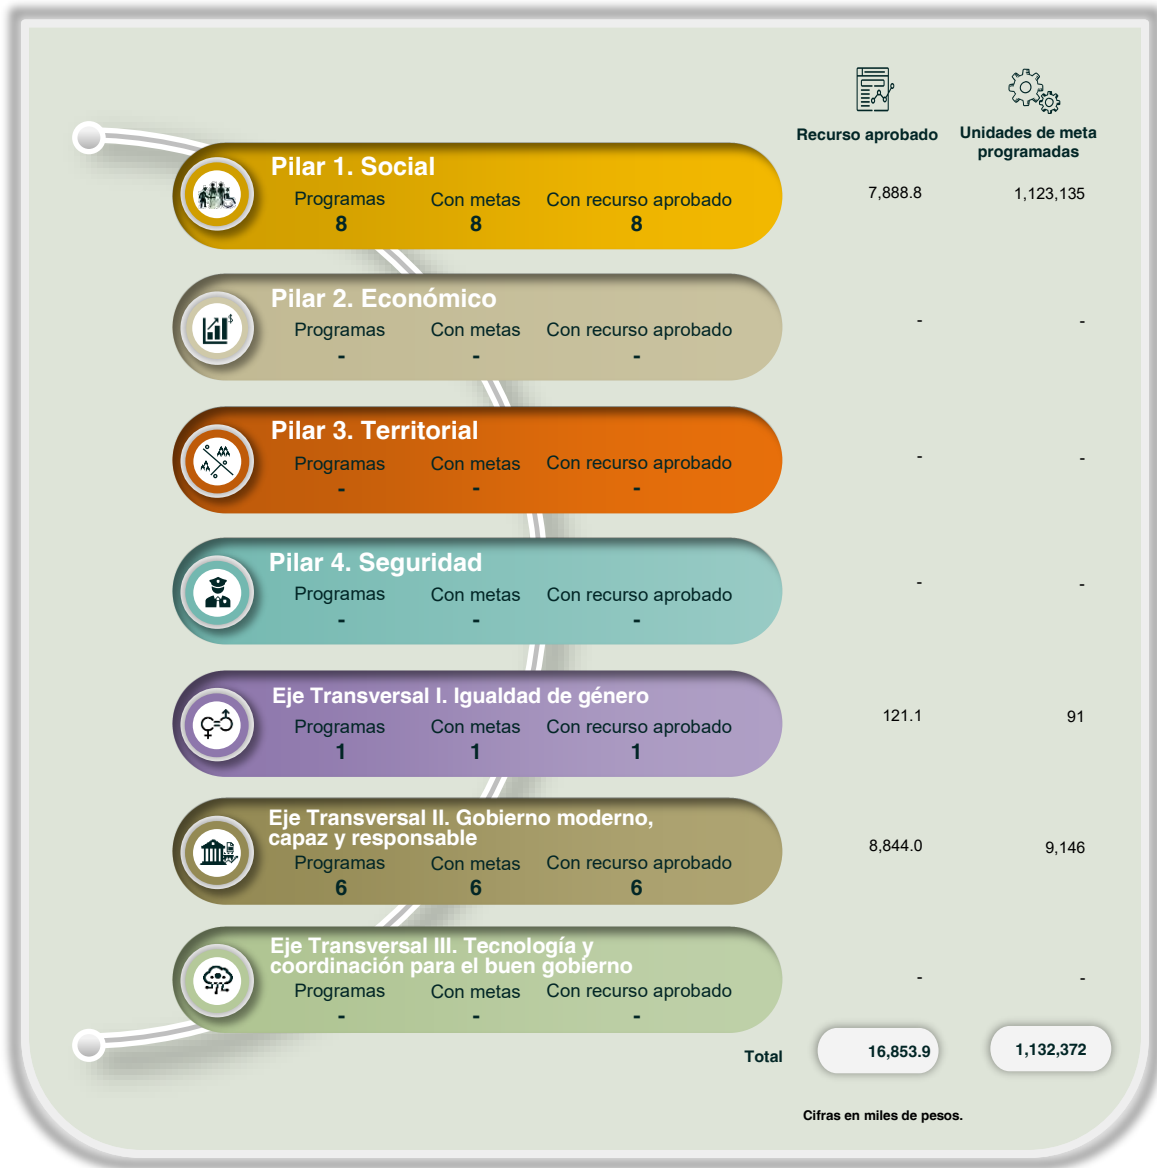 Recurso aprobado
Unidades de meta
programadas
Pilar 1. Social
Programas Con metas Con recurso aprobado
8 8 8
7,888.8 1,123,135
Pilar 2. Económico
Programas Con metas Con recurso aprobado
- - -
- -
Pilar 3. Territorial
Programas Con metas Con recurso aprobado
- - -
- -
Pilar 4. Seguridad
Programas Con metas Con recurso aprobado
- - -
- -
Eje Transversal I. Igualdad de género
Programas Con metas Con recurso aprobado
1 1 1
121.1 91
Eje Transversal II. Gobierno moderno,
capaz y responsable
Programas Con metas Con recurso aprobado
6 6 6
8,844.0 9,146
Eje Transversal III. Tecnología y
coordinación para el buen gobierno
Programas Con metas Con recurso aprobado
- - -
- -
Total 16,853.9 1,132,372
Cifras en miles de pesos.